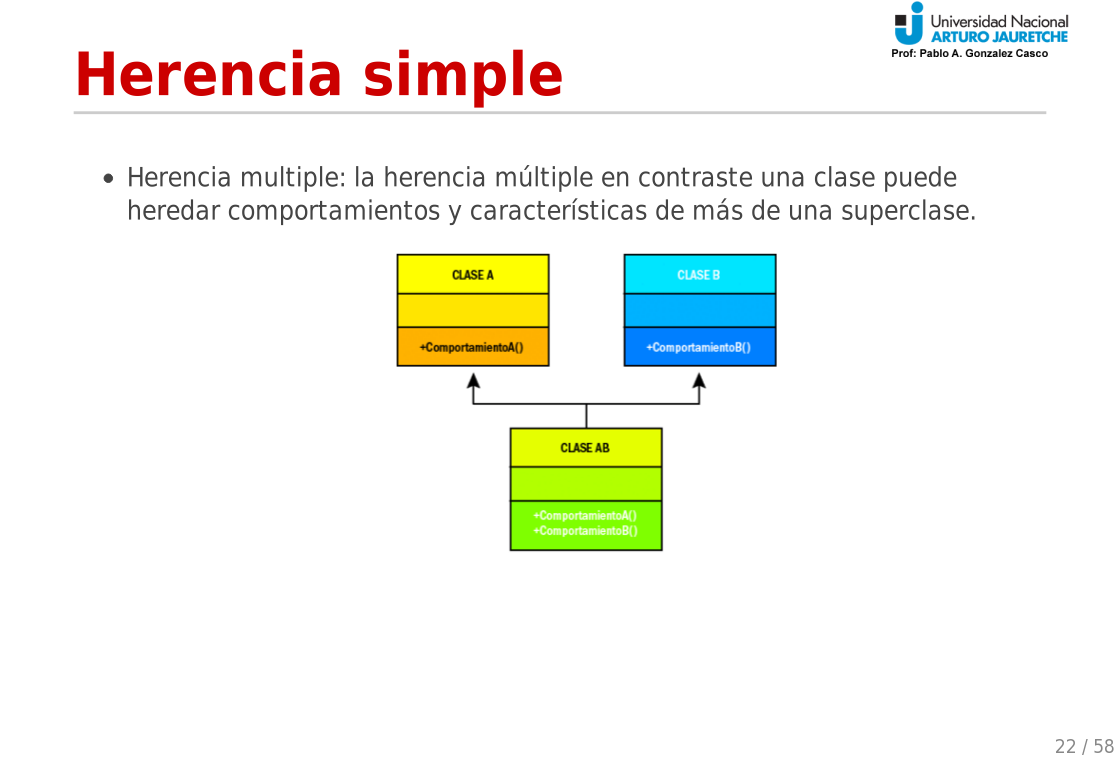 Universidad Nacional
ARTURO JAURETCHE
Prof: Pablo A. Gonzalez Casco
Herencia simple
• Herencia multiple: la herencia múltiple en contraste una clase puede
heredar comportamientos y características de más de una superclase.
CLASE A
CLASE B
+ComportamientoA()
+ComportamientoB()
CLASE AB
+ComportamientoA()
+ComportamientoB()
22 / 58